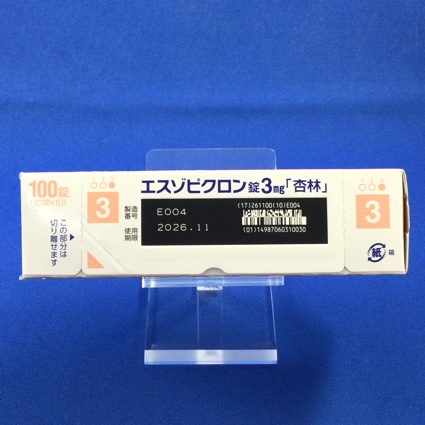 100錠
(10錠×10)
この部分は
切り離せます
3
エスゾピクロン錠3mg「杏林」
製造番号
E004
使用期限
2026.11
(17)261100(10)E004
(01)14987060310030
3
紙
箱